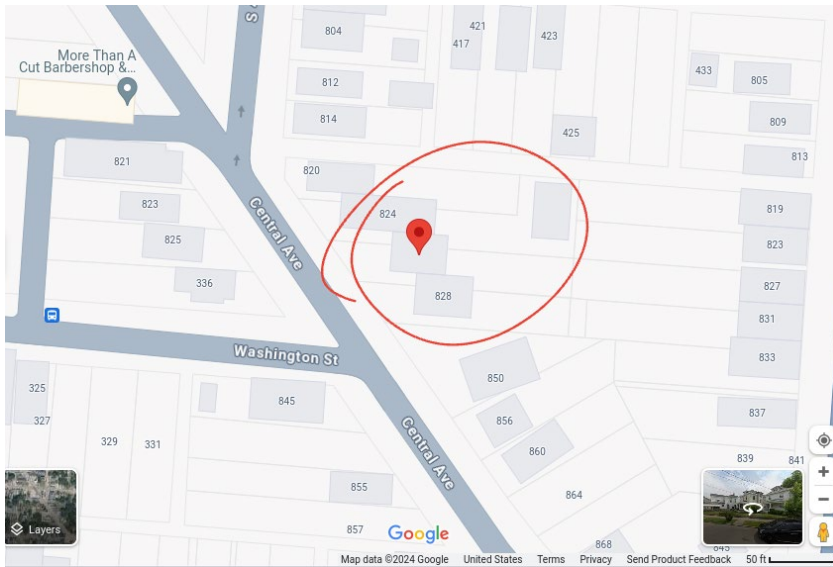 S A
804
421
417
423
More Than A
Cut Barbershop &...
433
805
812
809
814
425
821
820
813
823
824
819
825
Central Ave
823
336
828
827
831
833
Washington St
850
325
845
856
837
327
329
331
Central Ave
860
839
841
855
864
Layers
857
Google
868
845
Map data ©2024 Google
United States
Terms
Privacy
Send Product Feedback
50 ft